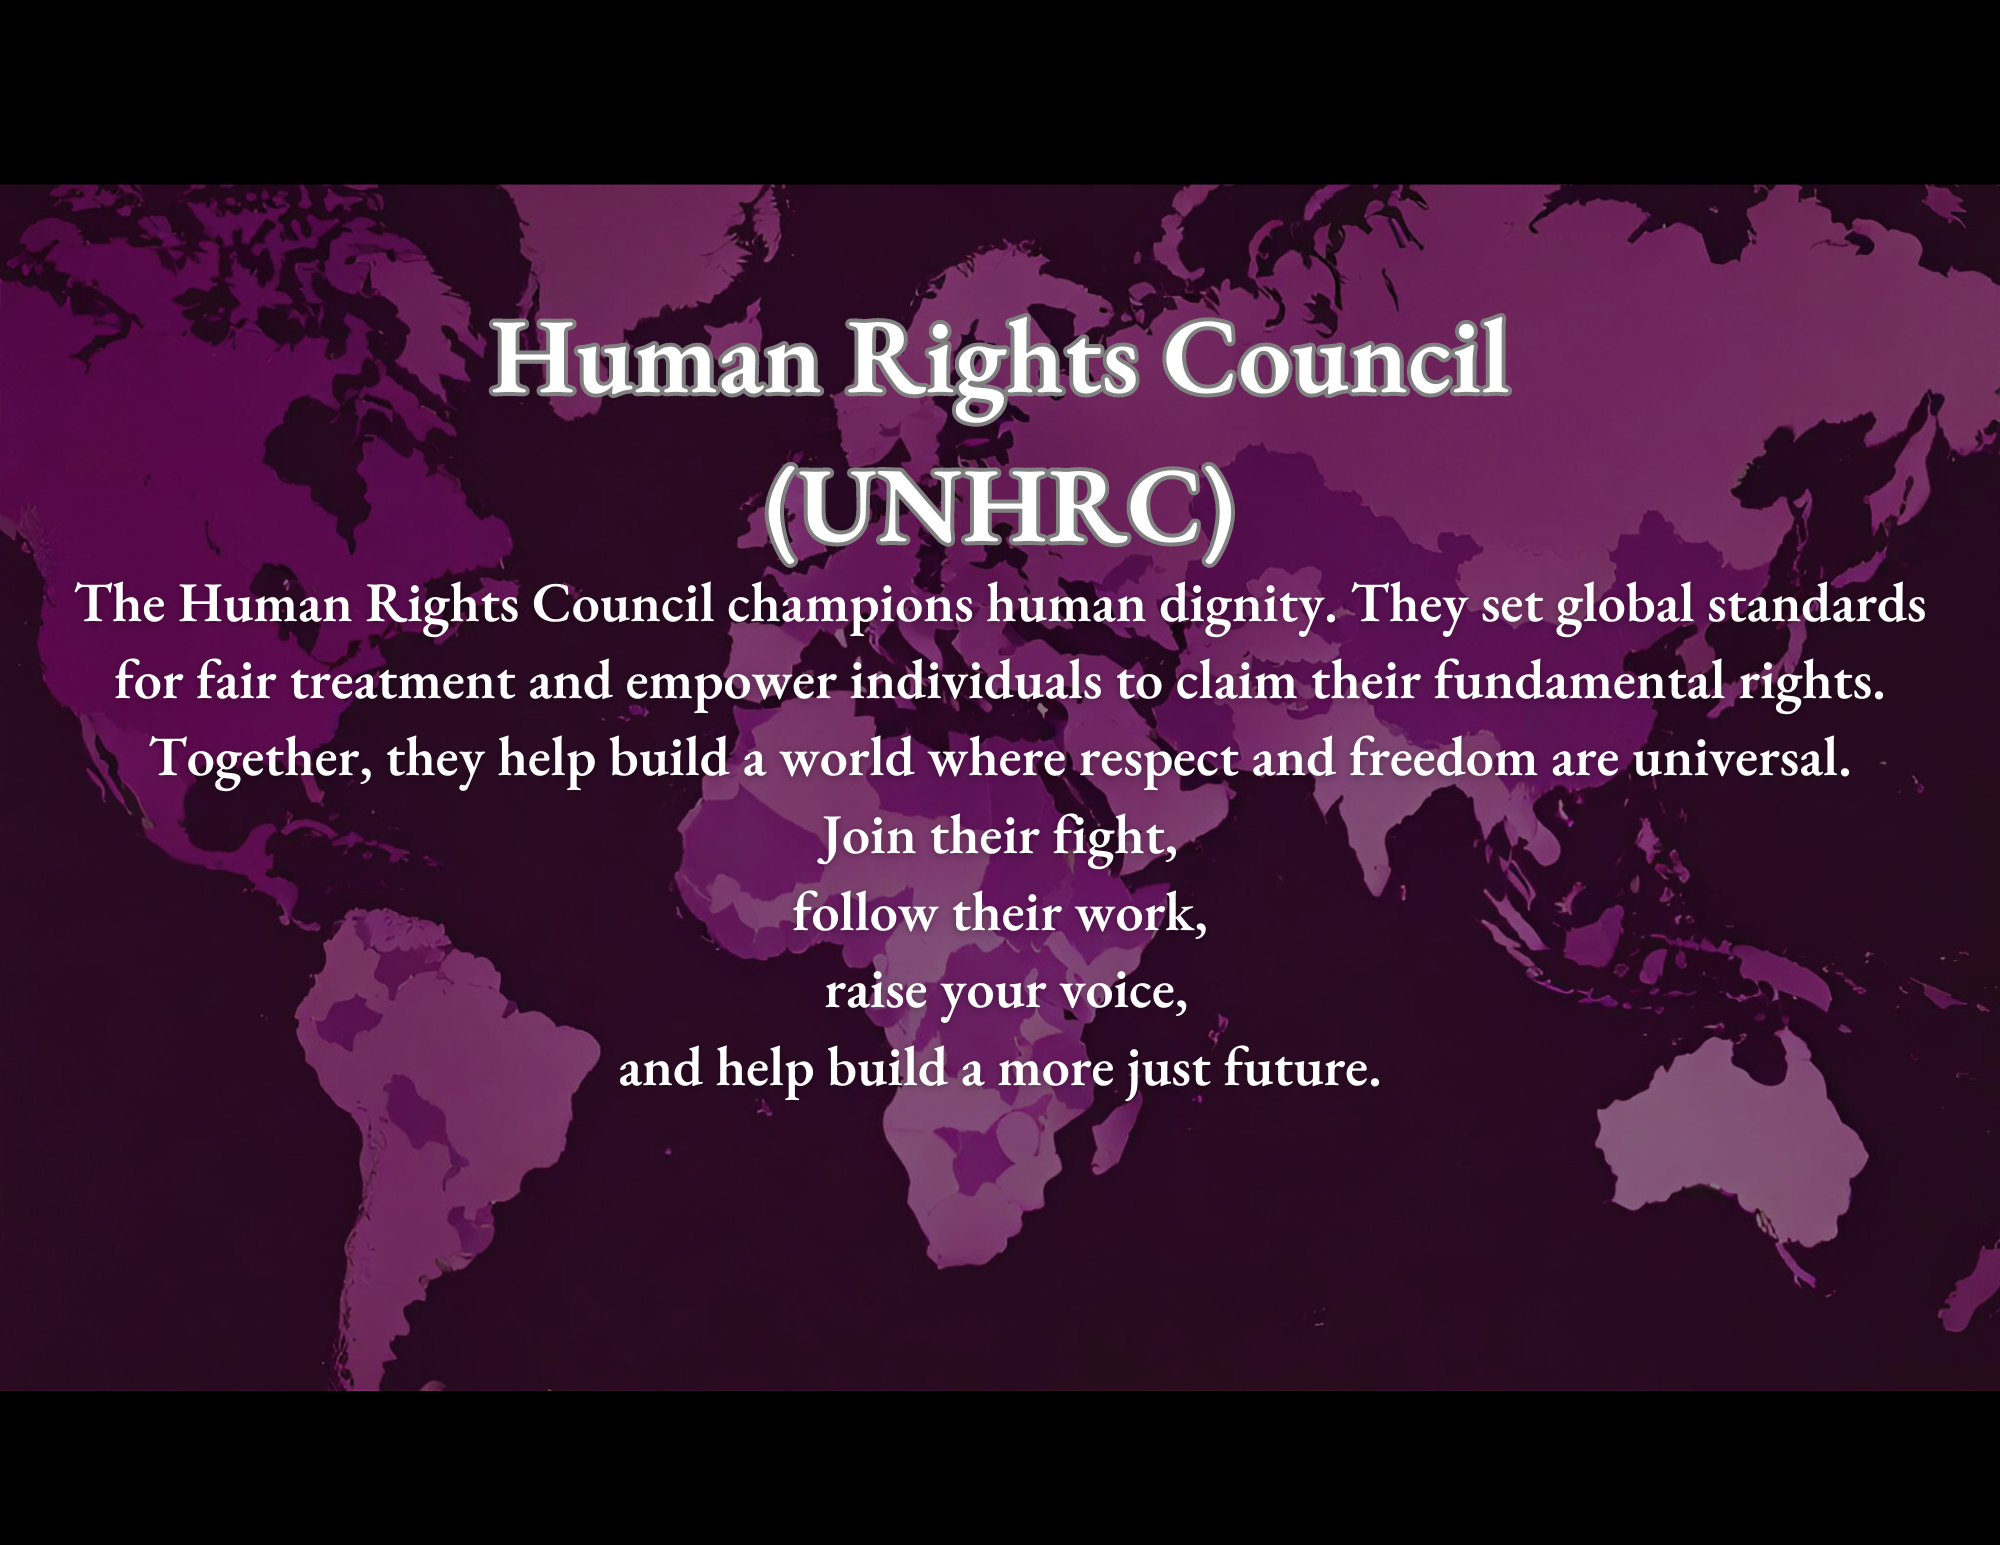 Human Rights Council
(UNHRC)
The Human Rights Council champions human dignity. They set global standards
for fair treatment and empower individuals to claim their fundamental rights.
Together, they help build a world where respect and freedom are universal.
Join their fight,
follow their work,
raise your voice,
and help build a more just future.